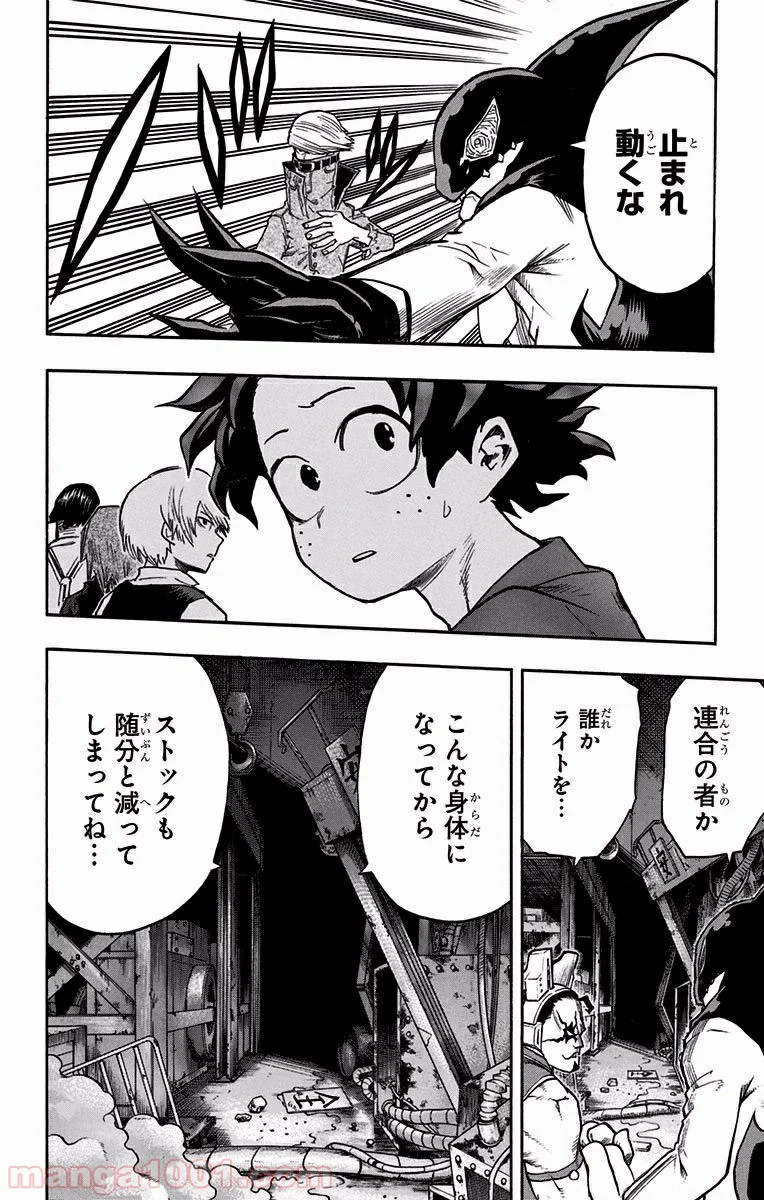 止まれ
動くな
連合の者か
誰か
ライトを…
こんな身体に
なってから
ストックも
随分と減って
しまってね…
manga1001.com